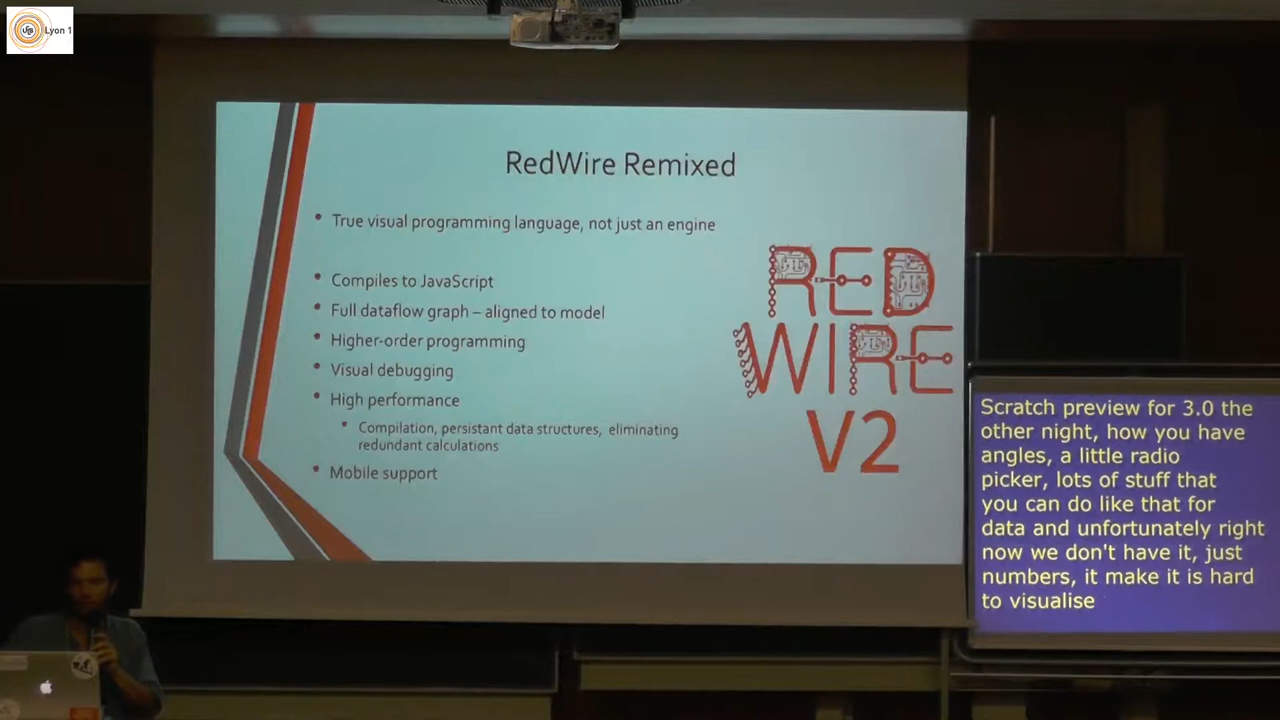 Lyon 1
RedWire Remixed
• True visual programming language, not just an engine
• Compiles to JavaScript
• Full dataflow graph – aligned to model
• Higher-order programming
• Visual debugging
• High performance
• Compilation, persistant data structures, eliminating
redundant calculations
• Mobile support
RED
WIRE
V2
Scratch preview for 3.0 the
other night, how you have
angles, a little radio
picker, lots of stuff that
you can do like that for
data and unfortunately right
now we don't have it, just
numbers, it make it is hard
to visualise